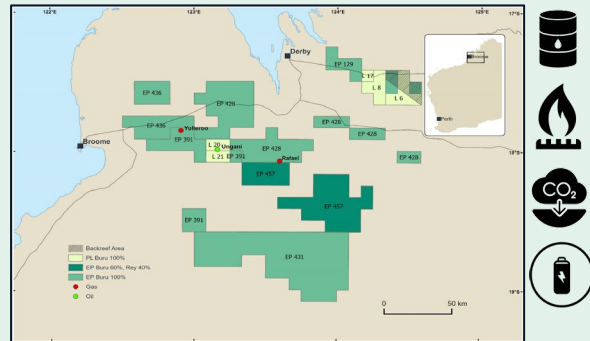 122°E
123°E
124°E
125°E
17°S
Derby
Broome
Perth
EP 129
L 17
L 8
L 6
EP 436
EP 428
EP 436
Yulleroo
EP 391
L 20
Ungani
L 21
EP 391
EP 428
Rafael
EP 428
EP 428
EP 428
18°S
EP 457
EP 457
EP 391
EP 431
Backreef Area
PL Buru 100%
EP Buru 60%, Rey 40%
EP Buru 100%
Gas
Oil
0 50 km
19°S
CO2